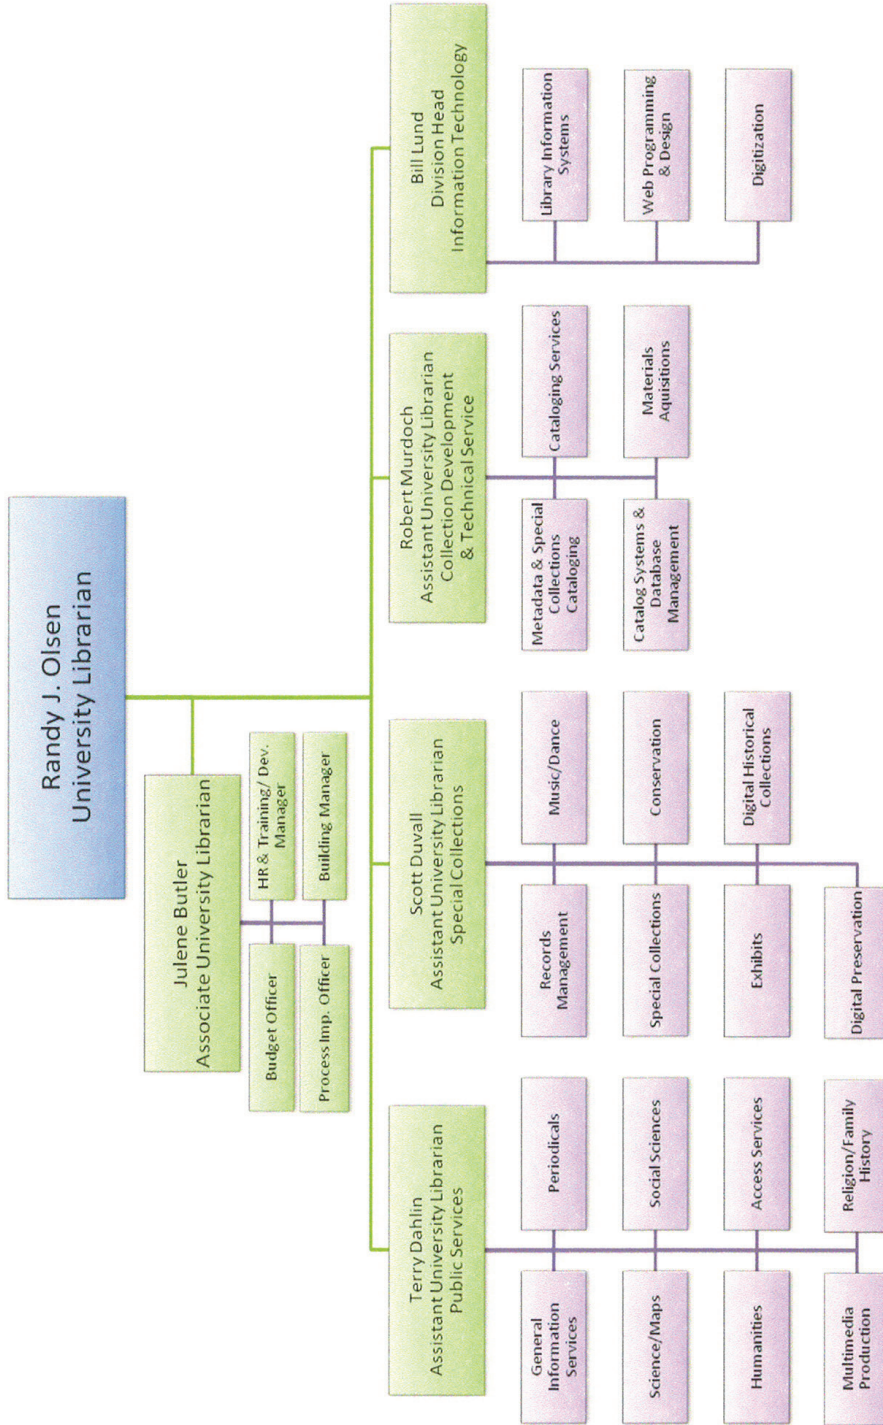 Randy J. Olsen
University Librarian
Julene Butler
Associate University Librarian
Budget Officer
HR & Training/ Dev.
Manager
Process Imp. Officer
Building Manager
Terry Dahlin
Assistant University Librarian
Public Services
General
Information
Services
Periodicals
Science/Maps
Social Sciences
Humanities
Access Services
Multimedia
Production
Religion/Family
History
Scott Duvall
Assistant University Librarian
Special Collections
Records
Management
Music/Dance
Special Collections
Conservation
Exhibits
Digital Historical
Collections
Digital Preservation
Robert Murdoch
Assistant University Librarian
Collection Development
& Technical Service
Metadata & Special
Collections
Cataloging
Cataloging Services
Catalog Systems &
Database
Management
Materials
Aquisitions
Bill Lund
Division Head
Information Technology
Library Information
Systems
Web Programming
& Design
Digitization